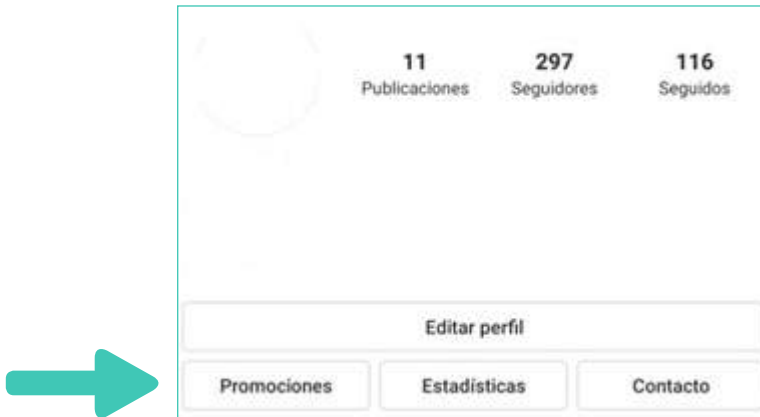 11 297 116
Publicaciones Seguidores Seguidos
Editar perfil
Promociones Estadísticas Contacto